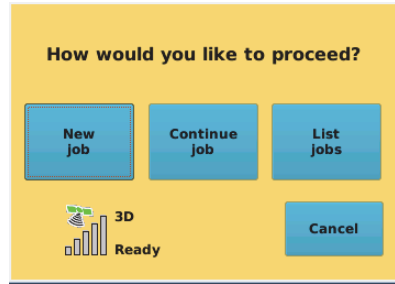 How would you like to proceed?
New
job
Continue
job
List
jobs
3D
Ready
Cancel